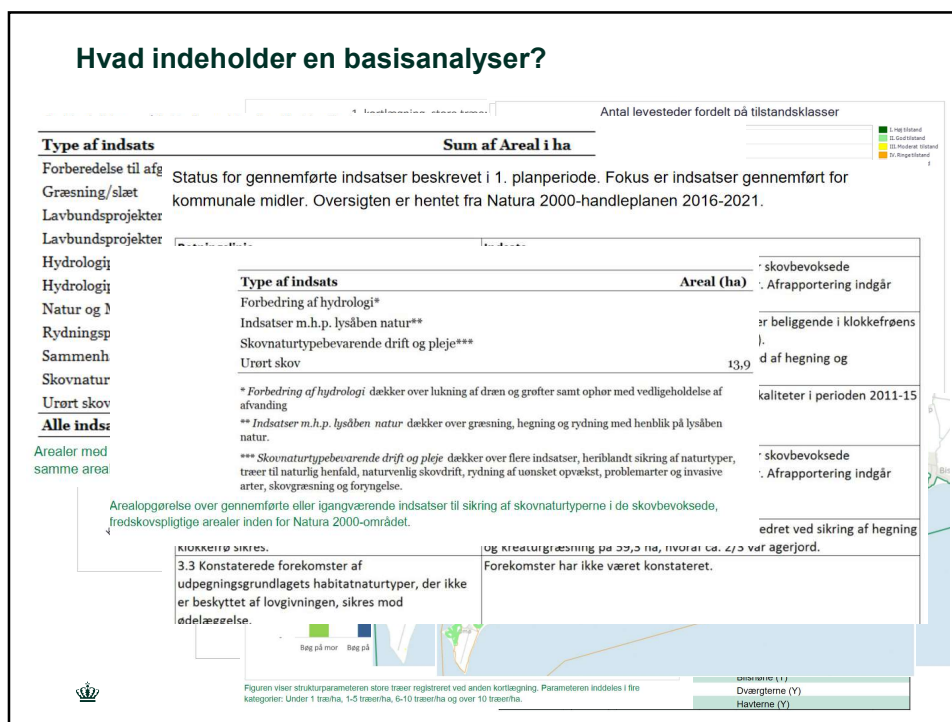 Hvad indeholder en basisanalyser?
Antal levesteder fordelt på tilstandsklasser
I. Høj tilstand
II. God tilstand
III. Moderat tilstand
IV. Ringe tilstand
Type af indsats Sum af Areal i ha
Forberedelse til afg
Græsning/slæt
Lavbundsprojekter
Lavbundsprojekter
Hydrologip
Hydrologip
Natur og
Rydningsp
Sammenh
Skovnatur
Urørt skov
Alle indsa
Arealer med
samme area
Status for gennemførte indsatser beskrevet i 1. planperiode. Fokus er indsatser gennemført for
kommunale midler. Oversigten er hentet fra Natura 2000-handleplanen 2016-2021.
skovbevoksede
. Afrapportering indgår
er beliggende i klokkefrøens
).
d af hegning og
kaliteter i perioden 2011-15
skovbevoksede
. Afrapportering indgår
edret ved sikring af hegning
klokkefrø sikres. og kreaturgræsning på 59,5 ha, hvoraf ca. 2/3 var agerjord.
3.3 Konstaterede forekomster af Forekomster har ikke været konstateret.
udpegningsgrundlagets habitatnaturtyper, der ikke
er beskyttet af lovgivningen, sikres mod
ødelæggelse.
Type af indsats Areal (ha)
Forbedring af hydrologi*
Indsatser m.h.p. lysåben natur**
Skovnaturtypebevarende drift og pleje***
Urørt skov 13,9
* Forbedring af hydrologi dækker over lukning af dræn og grøfter samt ophør med vedligeholdelse af
afvanding
** Indsatser m.h.p. lysåben natur dækker over græsning, hegning og rydning med henblik på lysåben
natur.
*** Skovnaturtypebevarende drift og pleje dækker over flere indsatser, heriblandt sikring af naturtyper,
træer til naturlig henfald, naturvenlig skovdrift, rydning af uønsket opvækst, problemarter og invasive
arter, skovgræsning og foryngelse.
Arealopgørelse over gennemførte eller igangværende indsatser til sikring af skovnaturtyperne i de skovbevoksede,
fredskovspligtige arealer inden for Natura 2000-området.
Bøg på mor Bøg på
Figuren viser strukturparameteren store træer registreret ved anden kortlægning. Parameteren inddeles i fire
kategorier: Under 1 træ/ha, 1-5 træer/ha, 6-10 træer/ha og over 10 træer/ha.
Dværgterne (Y)
Havterne (Y)